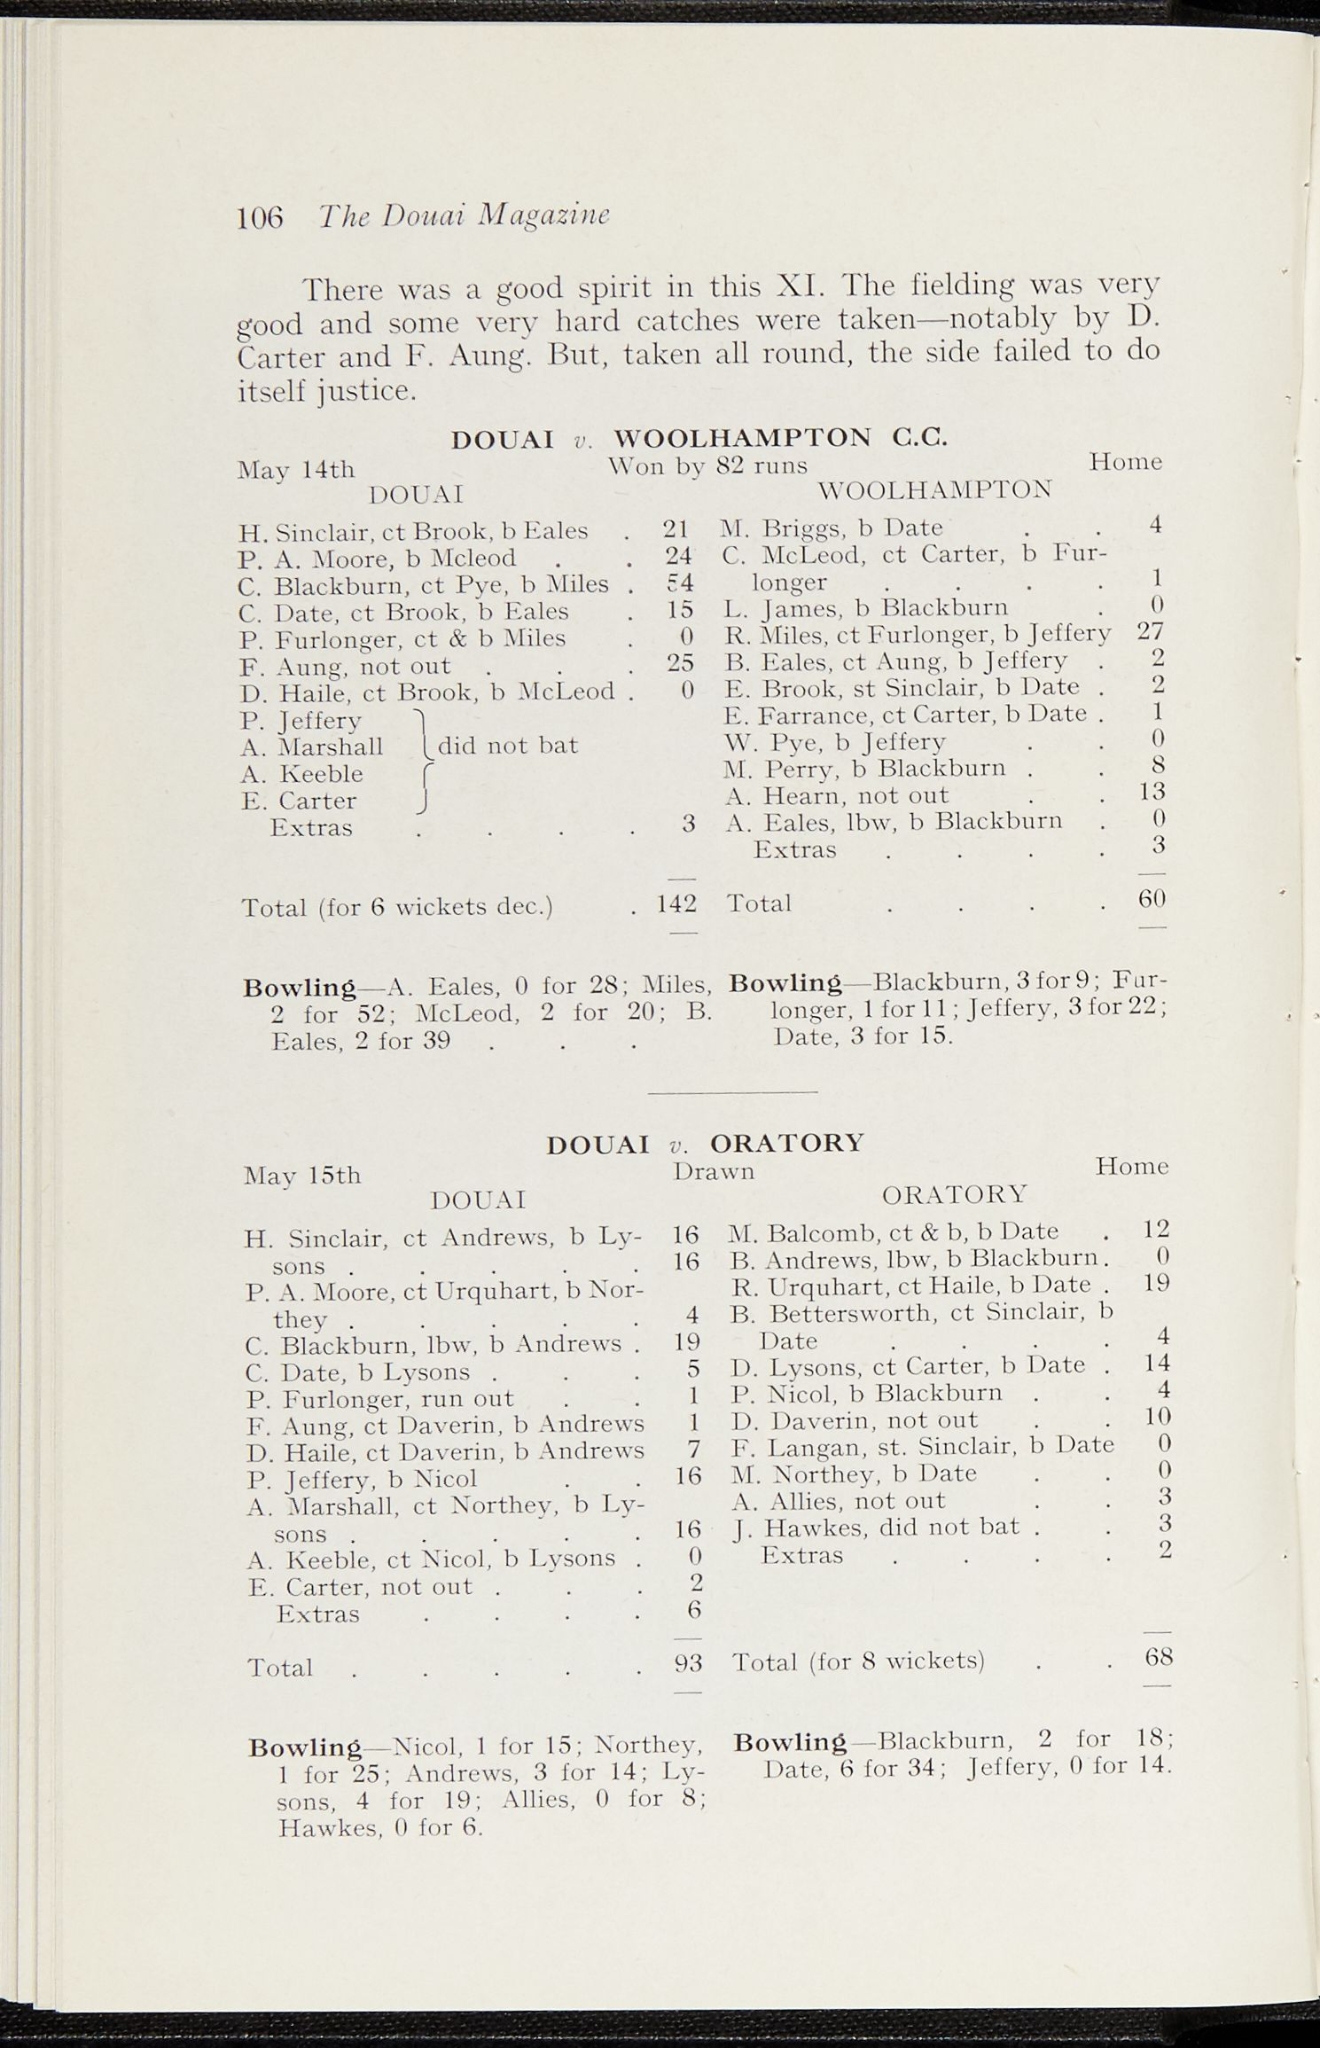 106 The Douai Magazine
There was a good spirit in this XI. The fielding was very
good and some very hard catches were taken—notably by D.
Carter and F. Aung. But, taken all round, the side failed to do
itself justice.
DOUAI v. WOOLHAMPTON C.C.
May 14th Won by 82 runs Home
DOUAI
H. Sinclair, ct Brook, b Eales . 21
P. A. Moore, b Mcleod . . 24
C. Blackburn, ct Pye, b Miles . 54
C. Date, ct Brook, b Eales . 15
P. Furlonger, ct & b Miles . 0
F. Aung, not out . . . 25
D. Haile, ct Brook, b McLeod . 0
P. Jeffery
A. Marshall } did not bat
A. Keeble
E. Carter
Extras . . . . 3
Total (for 6 wickets dec.) . 142
Bowling—A. Eales, 0 for 28; Miles,
2 for 52; McLeod, 2 for 20; B.
Eales, 2 for 39 . . .
WOOLHAMPTON
M. Briggs, b Date . . 4
C. McLeod, ct Carter, b Fur-
longer . . . . 1
L. James, b Blackburn . 0
R. Miles, ct Furlonger, b Jeffery 27
B. Eales, ct Aung, b Jeffery . 2
E. Brook, st Sinclair, b Date . 2
E. Farrance, ct Carter, b Date . 1
W. Pye, b Jeffery . . 0
M. Perry, b Blackburn . . 8
A. Hearn, not out . . 13
A. Eales, lbw, b Blackburn . 0
Extras . . . . 3
Total . . . . 60
Bowling—Blackburn, 3 for 9; Fur-
longer, 1 for 11; Jeffery, 3 for 22;
Date, 3 for 15.
DOUAI v. ORATORY
May 15th Drawn Home
DOUAI
H. Sinclair, ct Andrews, b Ly- 16
sons . . . . . 16
P. A. Moore, ct Urquhart, b Nor-
they . . . . . 4
C. Blackburn, lbw, b Andrews . 19
C. Date, b Lysons . . . 5
P. Furlonger, run out . . 1
F. Aung, ct Daverin, b Andrews 1
D. Haile, ct Daverin, b Andrews 7
P. Jeffery, b Nicol . . 16
A. Marshall, ct Northey, b Ly-
sons . . . . . 16
A. Keeble, ct Nicol, b Lysons . 0
E. Carter, not out . . . 2
Extras . . . . 6
Total . . . . . 93
Bowling—Nicol, 1 for 15; Northey,
1 for 25; Andrews, 3 for 14; Ly-
sons, 4 for 19; Allies, 0 for 8;
Hawkes, 0 for 6.
ORATORY
M. Balcomb, ct & b, b Date . 12
B. Andrews, lbw, b Blackburn. 0
R. Urquhart, ct Haile, b Date . 19
B. Bettersworth, ct Sinclair, b
Date . . . . 4
D. Lysons, ct Carter, b Date . 14
P. Nicol, b Blackburn . . 4
D. Daverin, not out . . 10
F. Langan, st. Sinclair, b Date 0
M. Northey, b Date . . 0
A. Allies, not out . . 3
J. Hawkes, did not bat . . 3
Extras . . . . 2
Total (for 8 wickets) . . 68
Bowling—Blackburn, 2 for 18;
Date, 6 for 34; Jeffery, 0 for 14.